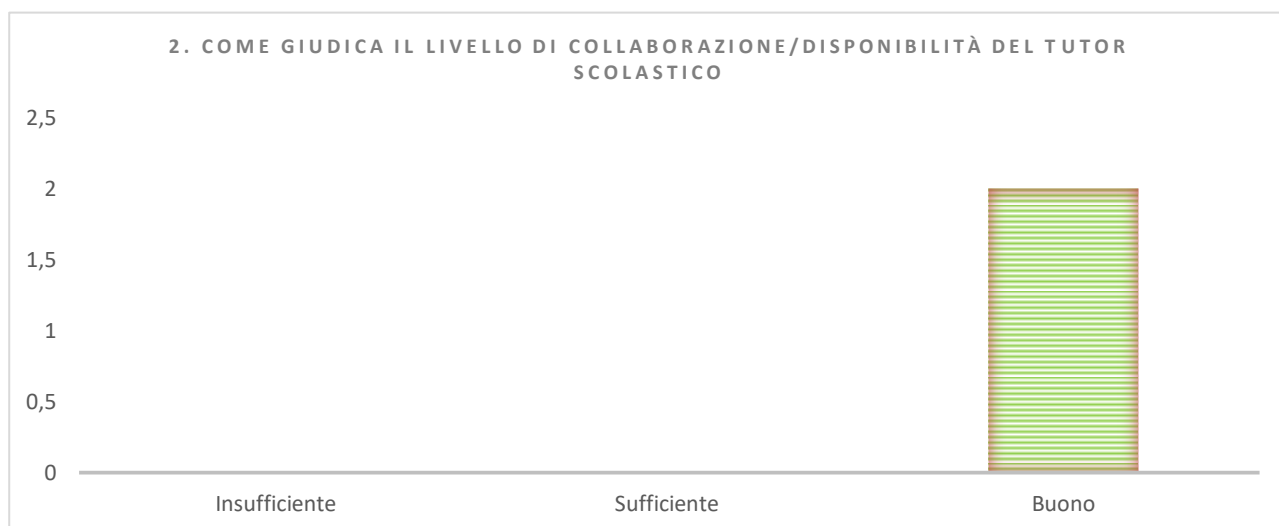 2. COME GIUDICA IL LIVELLO DI COLLABORAZIONE/DISPONIBILITÀ DEL TUTOR
SCOLASTICO
2,5
2
1,5
1
0,5
0
Insufficiente Sufficiente Buono